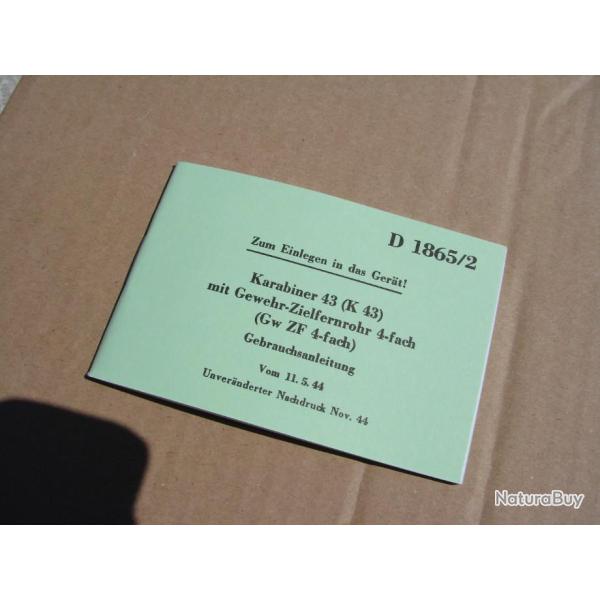 D 1865/2
Zum Einlegen in das Gerät!
Karabiner 43 (K 43)
mit Gewehr-Zielfernrohr 4-fach
(Gw ZF 4-fach)
Gebrauchsanleitung
Vom 11. 5. 44
Unveränderter Nachdruck Nov. 44
NaturaBuy